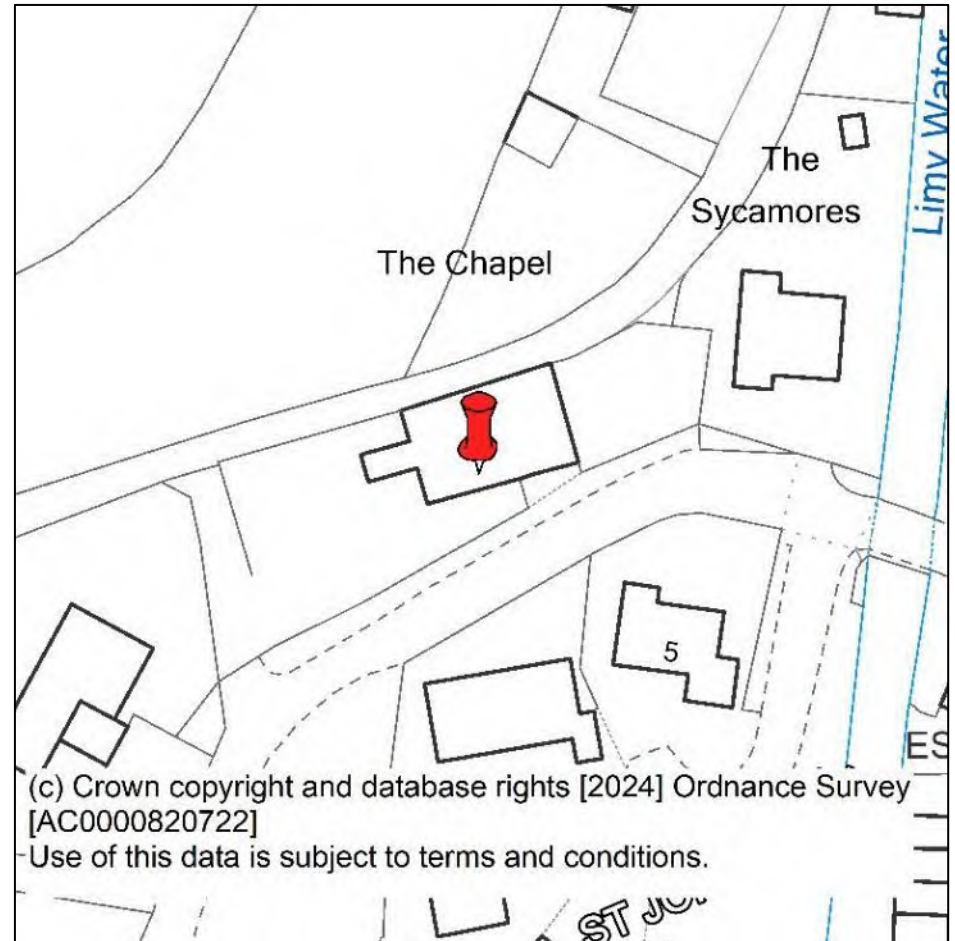 The
Sycamores
Limy Water
The Chapel
5
ES
(c) Crown copyright and database rights [2024] Ordnance Survey
[AC0000820722]
Use of this data is subject to terms and conditions.
ST